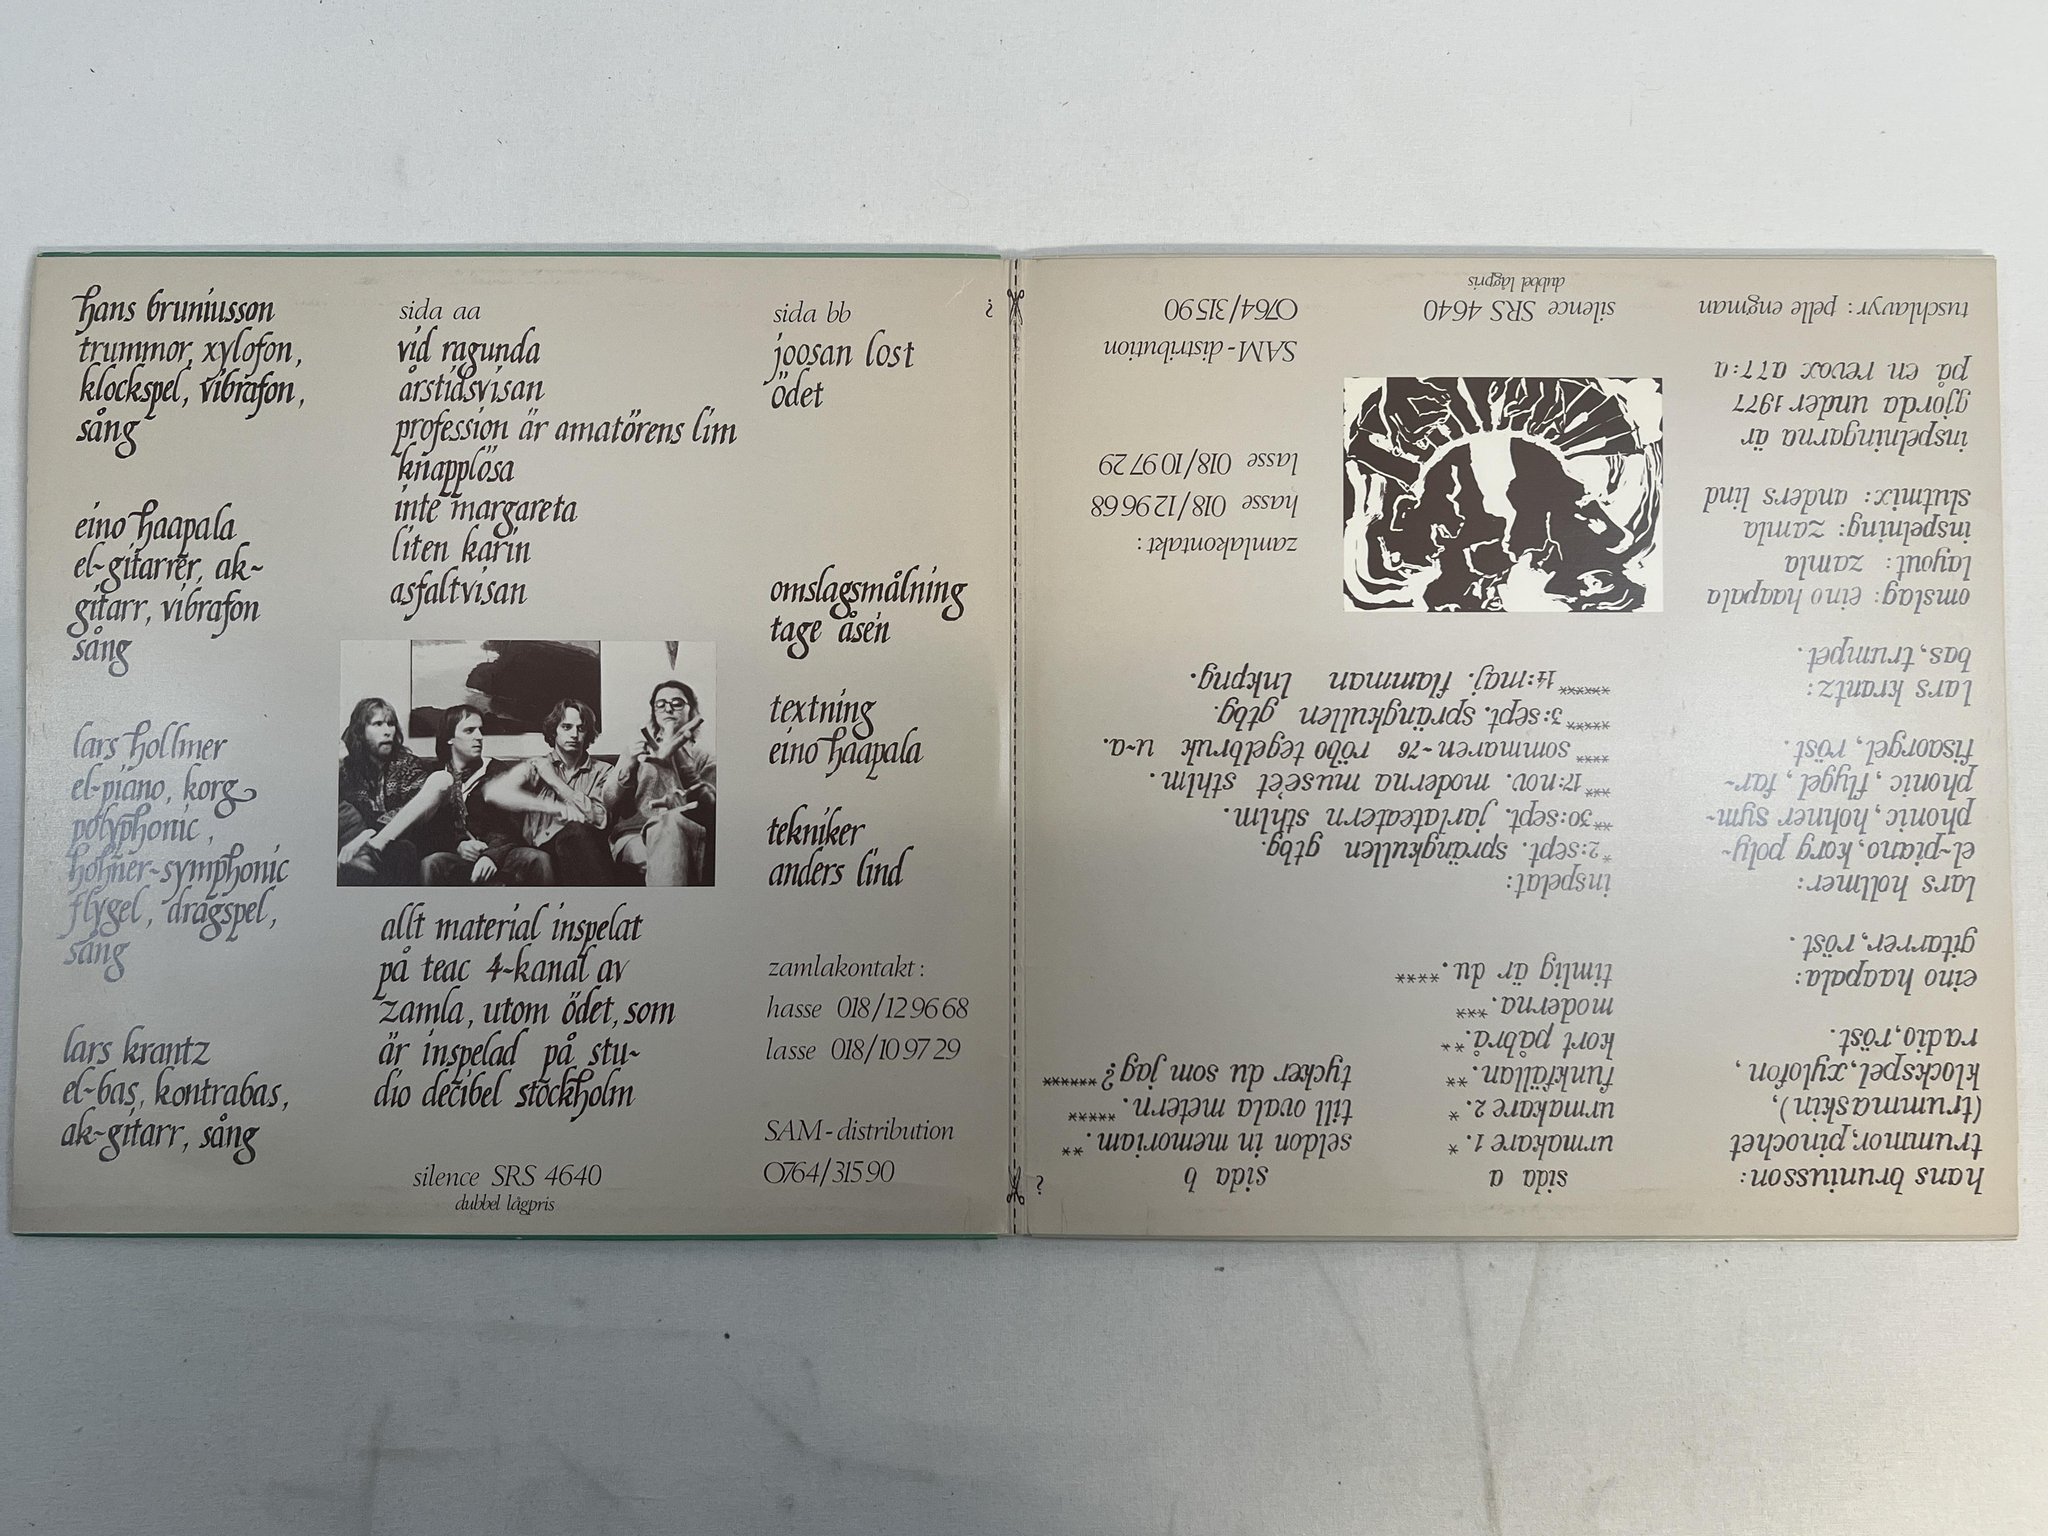 hans bruniusson
trummor, xylofon,
klockspel, vibrafon,
sång
eino haapala
el-gitarrer, ak-
gitarr, vibrafon
sång
lars hollmer
el-piano, korg
polyphonic,
hohner-symphonic
flygel, dragspel,
sång
lars krantz
el-bas, kontrabas,
ak-gitarr, sång
sida aa
vid ragunda
årstidsvisan
profession är amatörens lim
knapplösa
inte margareta
liten karin
asfaltvisan
allt material inspelat
på teac 4-kanal av
zamla, utom ödet, som
är inspelad på stu-
dio decibel stockholm
silence SRS 4640
dubbel lågpris
sida bb
joosan lost
ödet
omslagsmålning
tage åsén
textning
eino haapala
tekniker
anders lind
zamlakontakt:
hasse 018/12 96 68
lasse 018/10 97 29
SAM-distribution
0764/315 90
?
?
hans bruniusson:
trummor, pinochet
(trummaskin),
klockspel, xylofon,
radio, röst.
eino haapala:
gitarrer, röst.
lars hollmer:
el-piano, korg poly-
phonic, hohner sym-
phonic, flygel, far-
fisaorgel, röst.
lars krantz:
bas, trumpet.
omslag: eino haapala
layout: zamla
inspelning: zamla
slutmix: anders lind
inspelningarna är
gjorda under 1977
på en revox a77:a
tuschlavyr: pelle engman
sida a
urmakare 1. *
urmakare 2. *
funkfällan. **
kort påbrå. **
moderna. ***
timlig är du. ****
inspelat:
*2:sept. sprängkullen gtbg.
**30:sept. jarlateatern sthlm.
***17:nov. moderna muséet sthlm.
****sommaren-76 röbo tegelbruk u-a.
*****3:sept. sprängkullen gtbg.
******14:maj. flamman lnkpng.
silence SRS 4640
dubbel lågpris
sida b
seldon in memoriam. **
till ovala metern. *****
tycker du som jag? ******
zamlakontakt:
hasse 018/12 96 68
lasse 018/10 97 29
SAM-distribution
0764/315 90